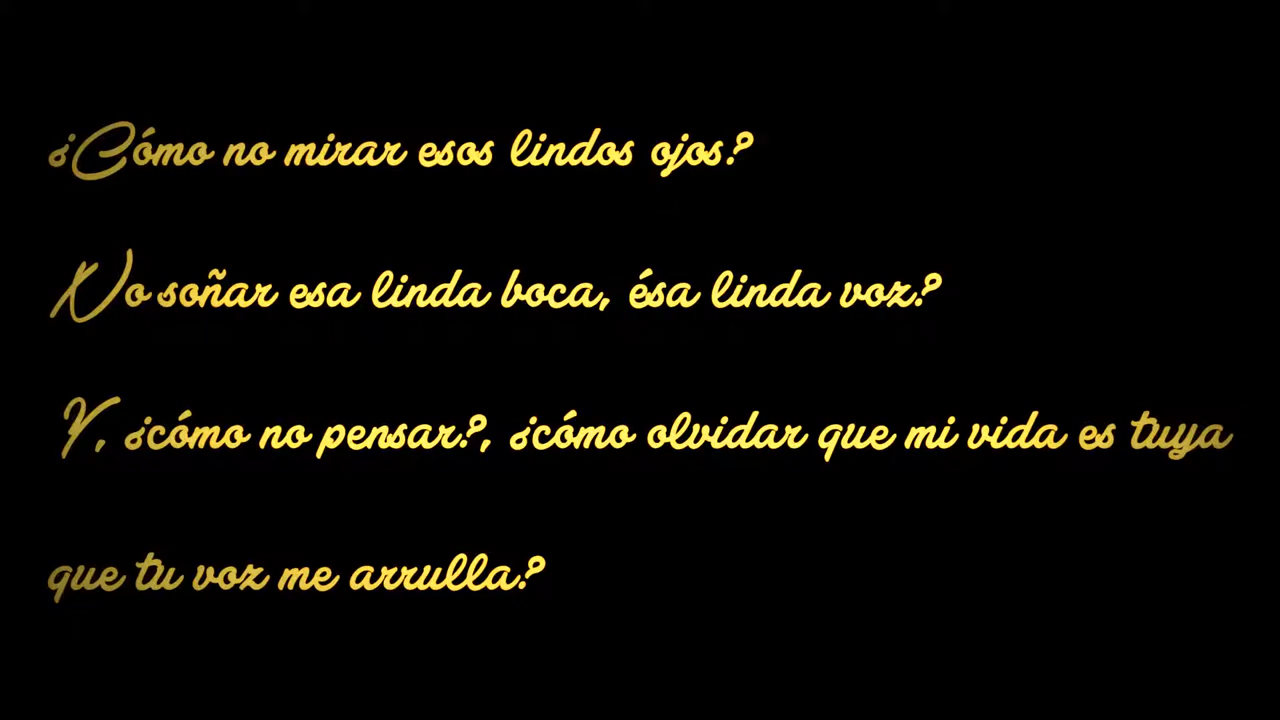 ¿Cómo no mirar esos lindos ojos?
No soñar esa linda boca, ésa linda voz?
Y, ¿cómo no pensar?, ¿cómo olvidar que mi vida es tuya
que tu voz me arrulla?